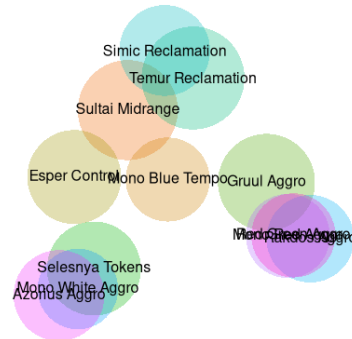 Simic Reclamation
Temur Reclamation
Sultai Midrange
Esper Control
Mono Blue Tempo
Gruul Aggro
Selesnya Tokens
Mono White Aggro
Azorius Aggro